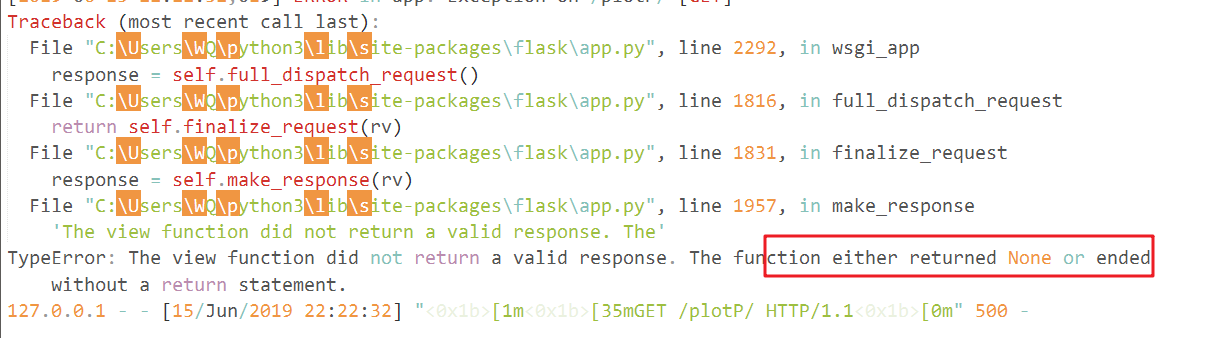 Traceback (most recent call last):
File "C:\Users\WQ\python3\lib\site-packages\flask\app.py", line 2292, in wsgi_app
response = self.full_dispatch_request()
File "C:\Users\WQ\python3\lib\site-packages\flask\app.py", line 1816, in full_dispatch_request
return self.finalize_request(rv)
File "C:\Users\WQ\python3\lib\site-packages\flask\app.py", line 1831, in finalize_request
response = self.make_response(rv)
File "C:\Users\WQ\python3\lib\site-packages\flask\app.py", line 1957, in make_response
'The view function did not return a valid response. The'
TypeError: The view function did not return a valid response. The function either returned None or ended
without a return statement.
127.0.0.1 - - [15/Jun/2019 22:22:32] "<0x1b>[1m<0x1b>[35mGET /plotP/ HTTP/1.1<0x1b>[0m" 500 -